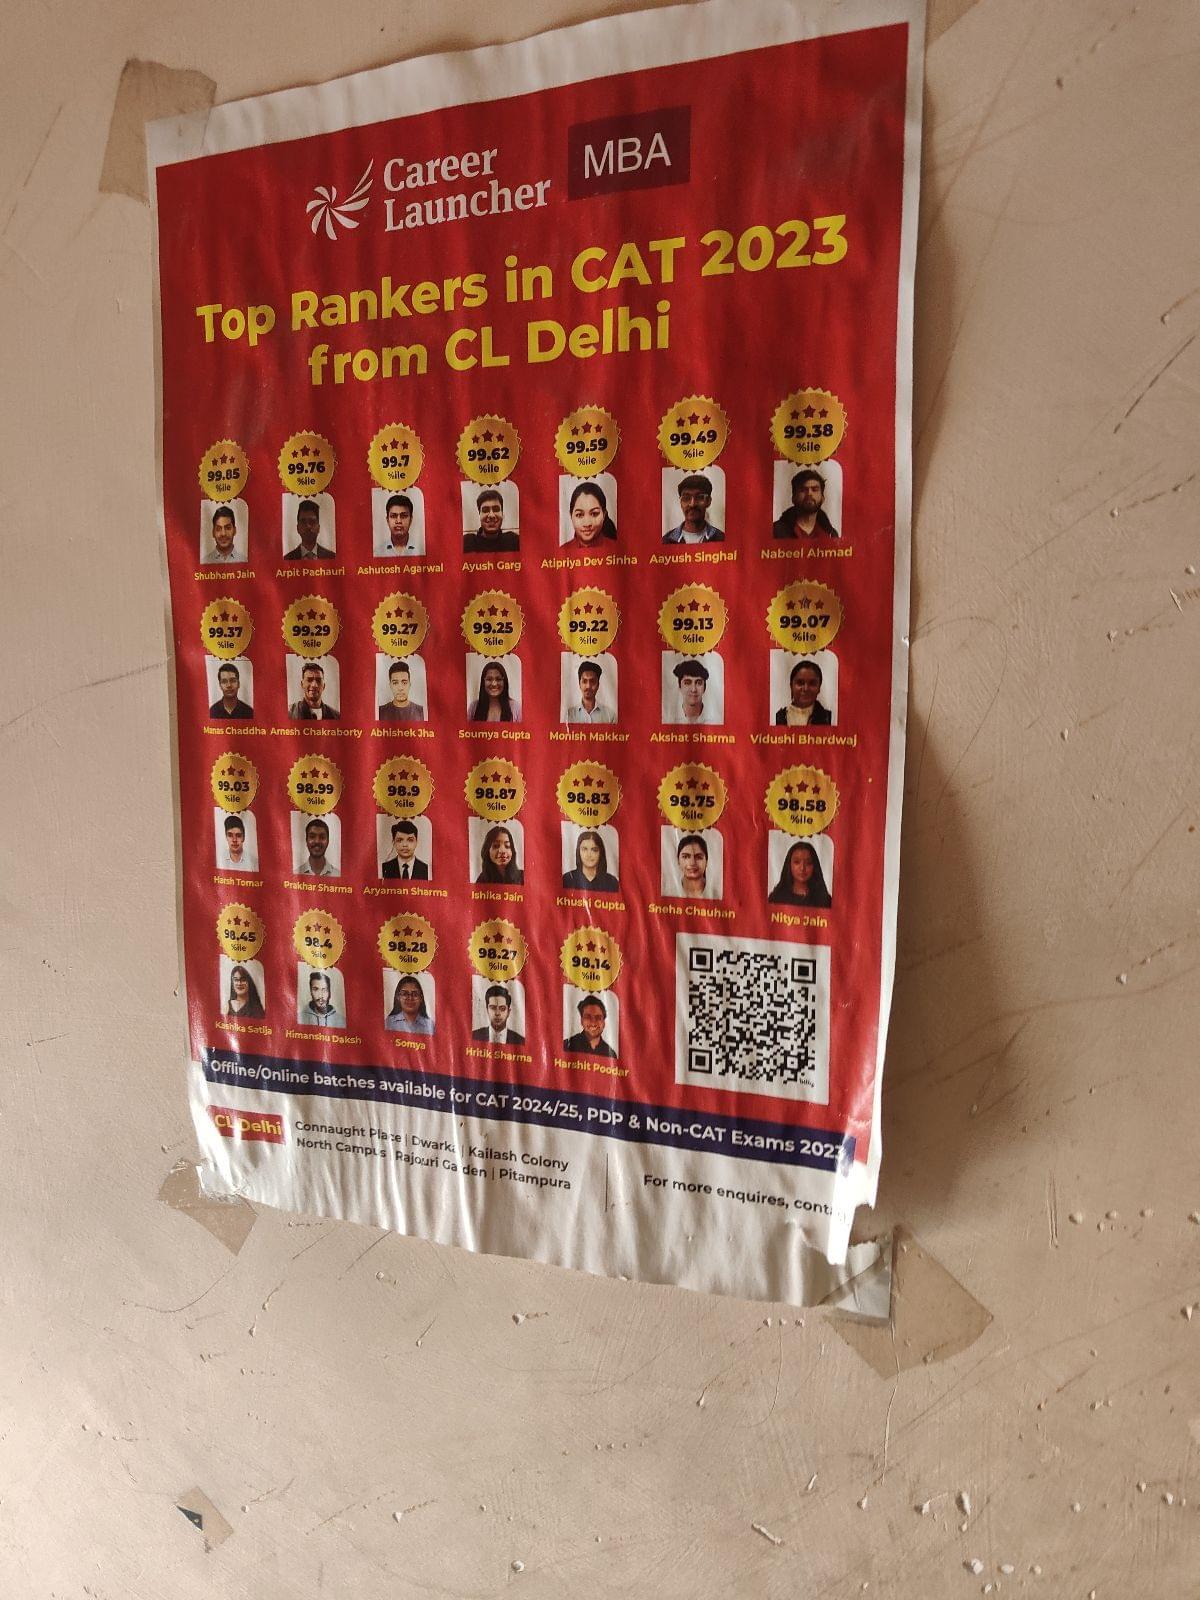 Career
Launcher
MBA
Top Rankers in CAT 2023
from CL Delhi
99.85 %ile
99.76 %ile
99.7 %ile
99.62 %ile
99.59 %ile
99.49 %ile
99.38 %ile
Shubham Jain
Arpit Pachauri
Ashutosh Agarwal
Ayush Garg
Atipriya Dev Sinha
Aayush Singhal
Nabeel Ahmad
99.37 %ile
99.29 %ile
99.27 %ile
99.25 %ile
99.22 %ile
99.13 %ile
99.07 %ile
Manas Chaddha
Arnesh Chakraborty
Abhishek Jha
Soumya Gupta
Monish Makkar
Akshat Sharma
Vidushi Bhardwaj
99.03 %ile
98.99 %ile
98.9 %ile
98.87 %ile
98.83 %ile
98.75 %ile
98.58 %ile
Harsh Tomar
Prakhar Sharma
Aryaman Sharma
Ishika Jain
Khushi Gupta
Sneha Chauhan
Nitya Jain
98.45 %ile
98.4 %ile
98.28 %ile
98.27 %ile
98.14 %ile
Kashika Satija
Himanshu Daksh
Somya
Hritik Sharma
Harshit Poddar
Offline/Online batches available for CAT 2024/25, PDP & Non-CAT Exams 2023
CL Delhi
Connaught Place | Dwarka | Kailash Colony
North Campus | Rajouri Garden | Pitampura
For more enquires,